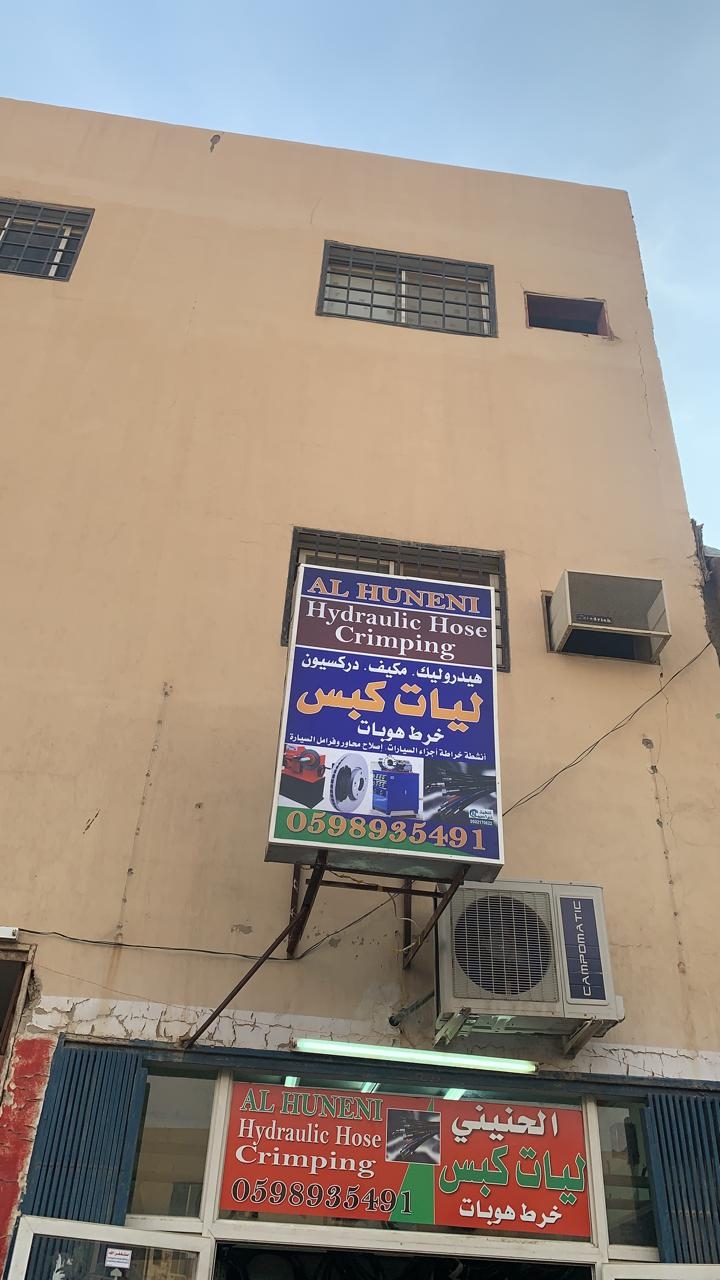 AL HUNENI
Hydraulic Hose
Crimping
هيدروليك. مكيف. دركسيون
ليات كبس
خرط هوبات
أنشطة خراطة أجزاء السيارات. إصلاح محاور وفرامل السيارة
0598935491
CAMPOMATIC
AL HUNENI
Hydraulic Hose
Crimping
0598935491
الحنيني
ليات كبس
خرط هوبات